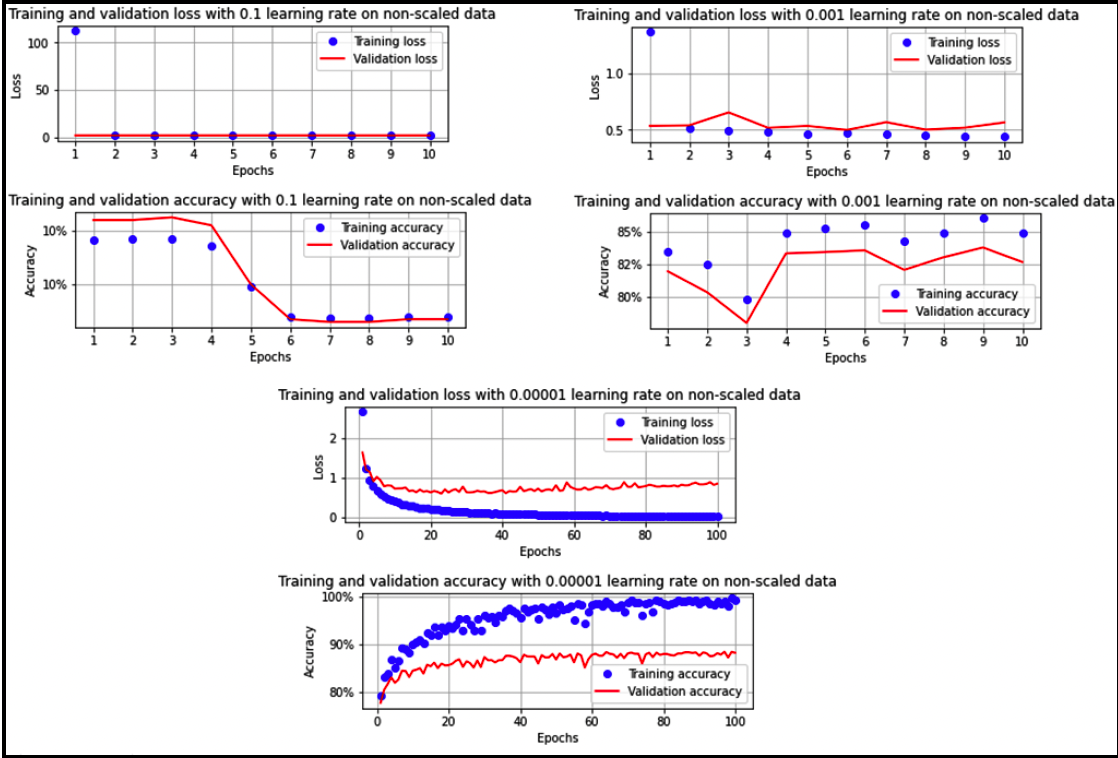 Training and validation loss with 0.1 learning rate on non-scaled data
100
50
0
Loss
Training loss
Validation loss
1 2 3 4 5 6 7 8 9 10
Epochs
Training and validation loss with 0.001 learning rate on non-scaled data
1.0
0.5
Loss
Training loss
Validation loss
1 2 3 4 5 6 7 8 9 10
Epochs
Training and validation accuracy with 0.1 learning rate on non-scaled data
10%
10%
Accuracy
Training accuracy
Validation accuracy
1 2 3 4 5 6 7 8 9 10
Epochs
Training and validation accuracy with 0.001 learning rate on non-scaled data
85%
82%
80%
Accuracy
Training accuracy
Validation accuracy
1 2 3 4 5 6 7 8 9 10
Epochs
Training and validation loss with 0.00001 learning rate on non-scaled data
2
1
0
Loss
Training loss
Validation loss
0 20 40 60 80 100
Epochs
Training and validation accuracy with 0.00001 learning rate on non-scaled data
100%
90%
80%
Accuracy
Training accuracy
Validation accuracy
0 20 40 60 80 100
Epochs